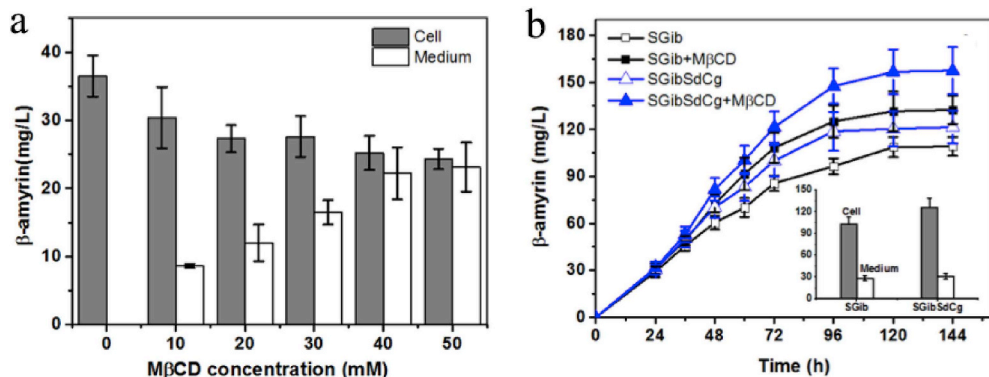 a
β-amyrin(mg/L)
40
30
20
10
0
Cell
Medium
0 10 20 30 40 50
MβCD concentration (mM)
b
β-amyrin (mg/L)
180
150
120
90
60
30
0
SGib
SGib+MβCD
SGibSdCg
SGibSdCg+MβCD
150
120
90
60
30
0
Cell
Medium
SGib SGibSdCg
0 24 48 72 96 120 144
Time (h)